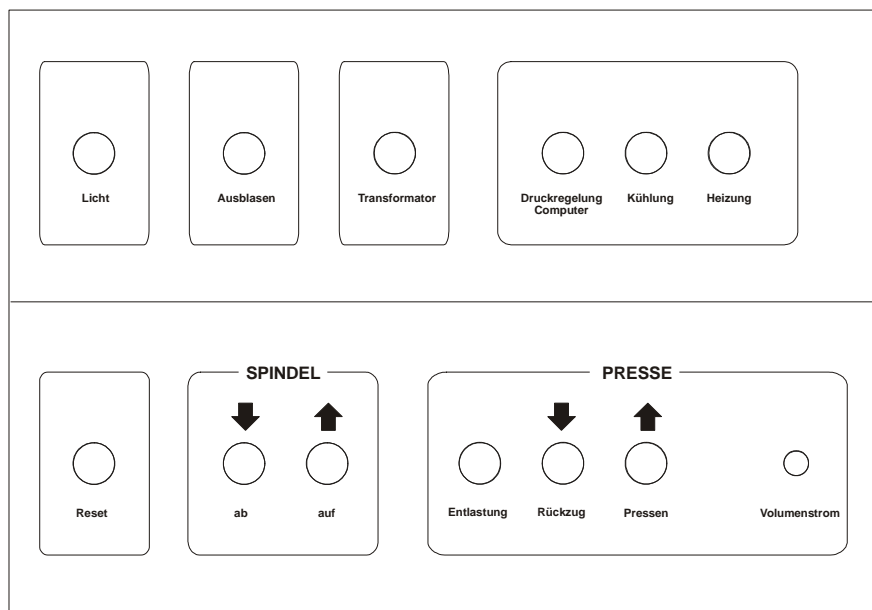 Licht
Ausblasen
Transformator
Druckregelung
Computer
Kühlung
Heizung
SPINDEL
PRESSE
Reset
ab
auf
Entlastung
Rückzug
Pressen
Volumenstrom